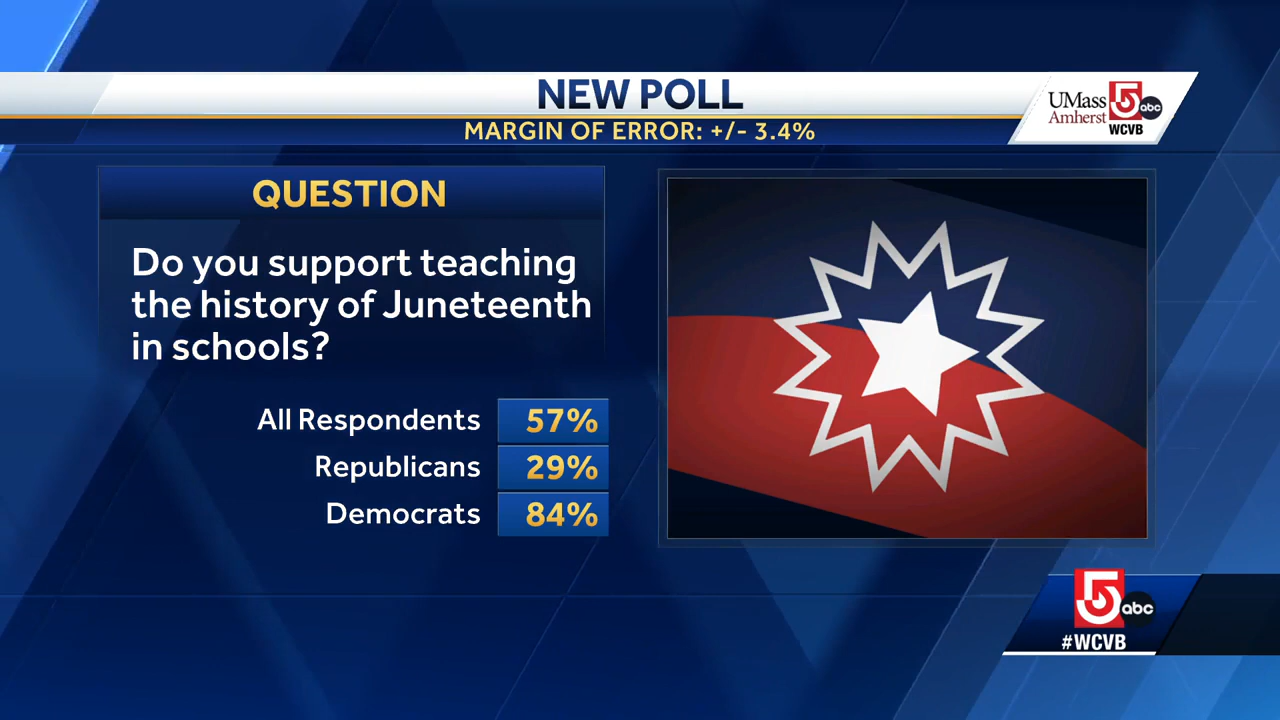 NEW POLL
MARGIN OF ERROR: +/- 3.4%
UMass
Amherst
5
abc
WCVB
QUESTION
Do you support teaching
the history of Juneteenth
in schools?
All Respondents 57%
Republicans 29%
Democrats 84%
5
abc
#WCVB